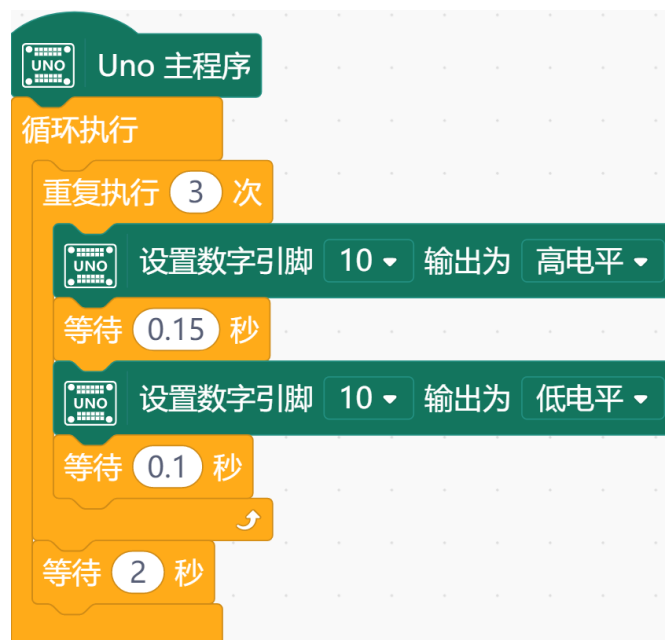 UNO Uno 主程序
循环执行
重复执行 3 次
UNO 设置数字引脚 10 输出为 高电平
等待 0.15 秒
UNO 设置数字引脚 10 输出为 低电平
等待 0.1 秒
等待 2 秒